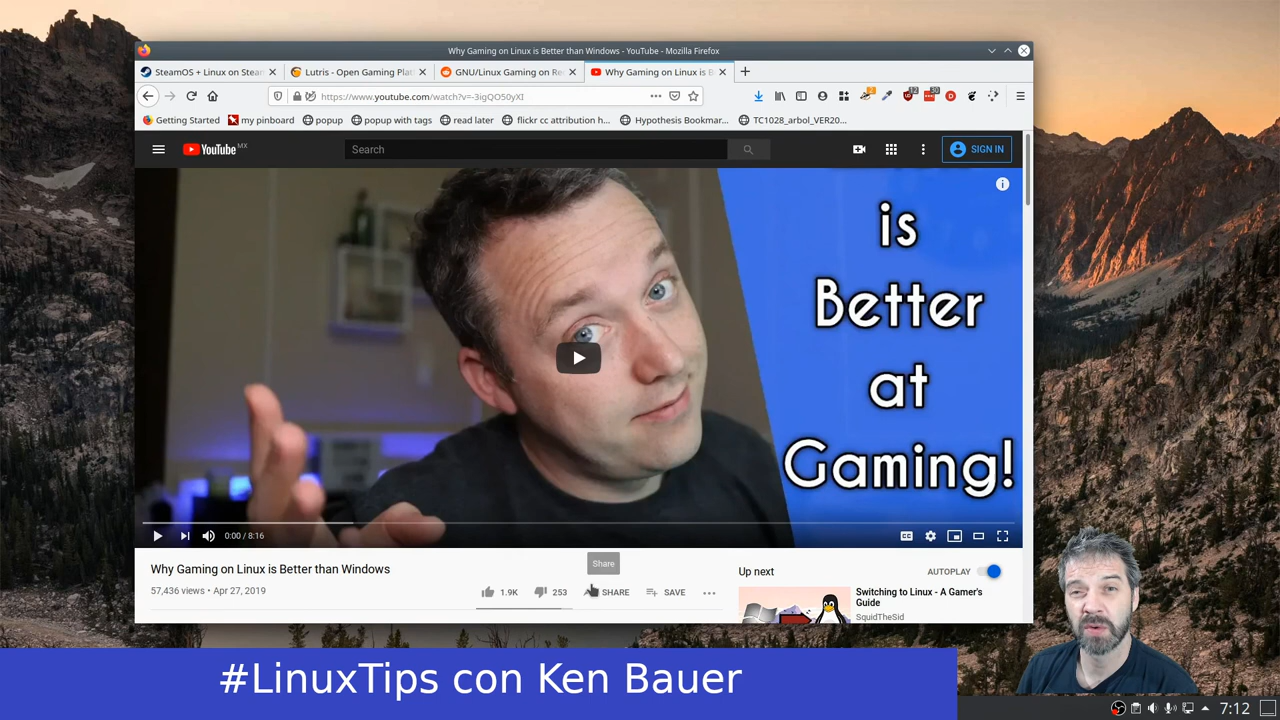 Why Gaming on Linux is Better than Windows - YouTube - Mozilla Firefox
SteamOS + Linux on Steam
Lutris - Open Gaming Plat
GNU/Linux Gaming on Re
Why Gaming on Linux is B
https://www.youtube.com/watch?v=-3igQO50yXI
Getting Started
my pinboard
popup
popup with tags
read later
flickr cc attribution h...
Hypothesis Bookmar...
TC1028_arbol_VER20...
YouTube MX
Search
SIGN IN
is
Better
at
Gaming!
0:00 / 8:16
CC
Share
Why Gaming on Linux is Better than Windows
57,436 views • Apr 27, 2019
1.9K
253
SHARE
SAVE
Up next
AUTOPLAY
Switching to Linux - A Gamer's
Guide
SquidTheSid
#LinuxTips con Ken Bauer
7:12